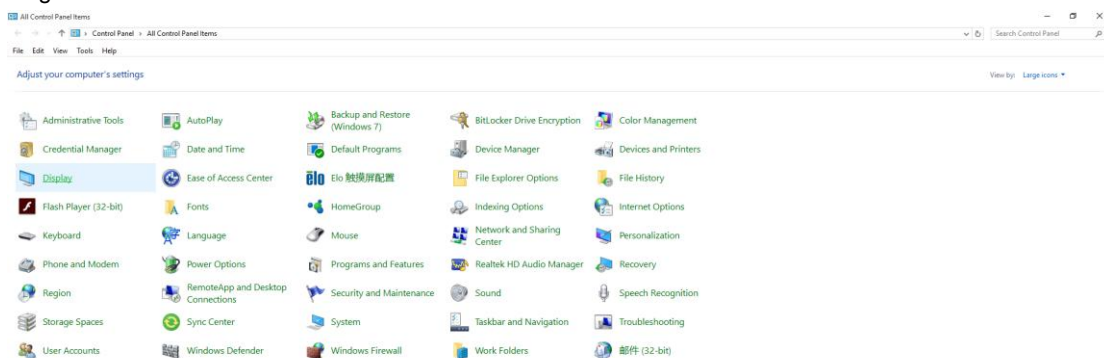 All Control Panel Items
Control Panel › All Control Panel Items
Search Control Panel
File Edit View Tools Help
Adjust your computer's settings
View by: Large icons
Administrative Tools
AutoPlay
Backup and Restore
(Windows 7)
BitLocker Drive Encryption
Color Management
Credential Manager
Date and Time
Default Programs
Device Manager
Devices and Printers
Display
Ease of Access Center
elo
Elo 触摸屏配置
File Explorer Options
File History
Flash Player (32-bit)
Fonts
HomeGroup
Indexing Options
Internet Options
Keyboard
Language
Mouse
Network and Sharing
Center
Personalization
Phone and Modem
Power Options
Programs and Features
Realtek HD Audio Manager
Recovery
Region
RemoteApp and Desktop
Connections
Security and Maintenance
Sound
Speech Recognition
Storage Spaces
Sync Center
System
Taskbar and Navigation
Troubleshooting
User Accounts
Windows Defender
Windows Firewall
Work Folders
邮件 (32-bit)